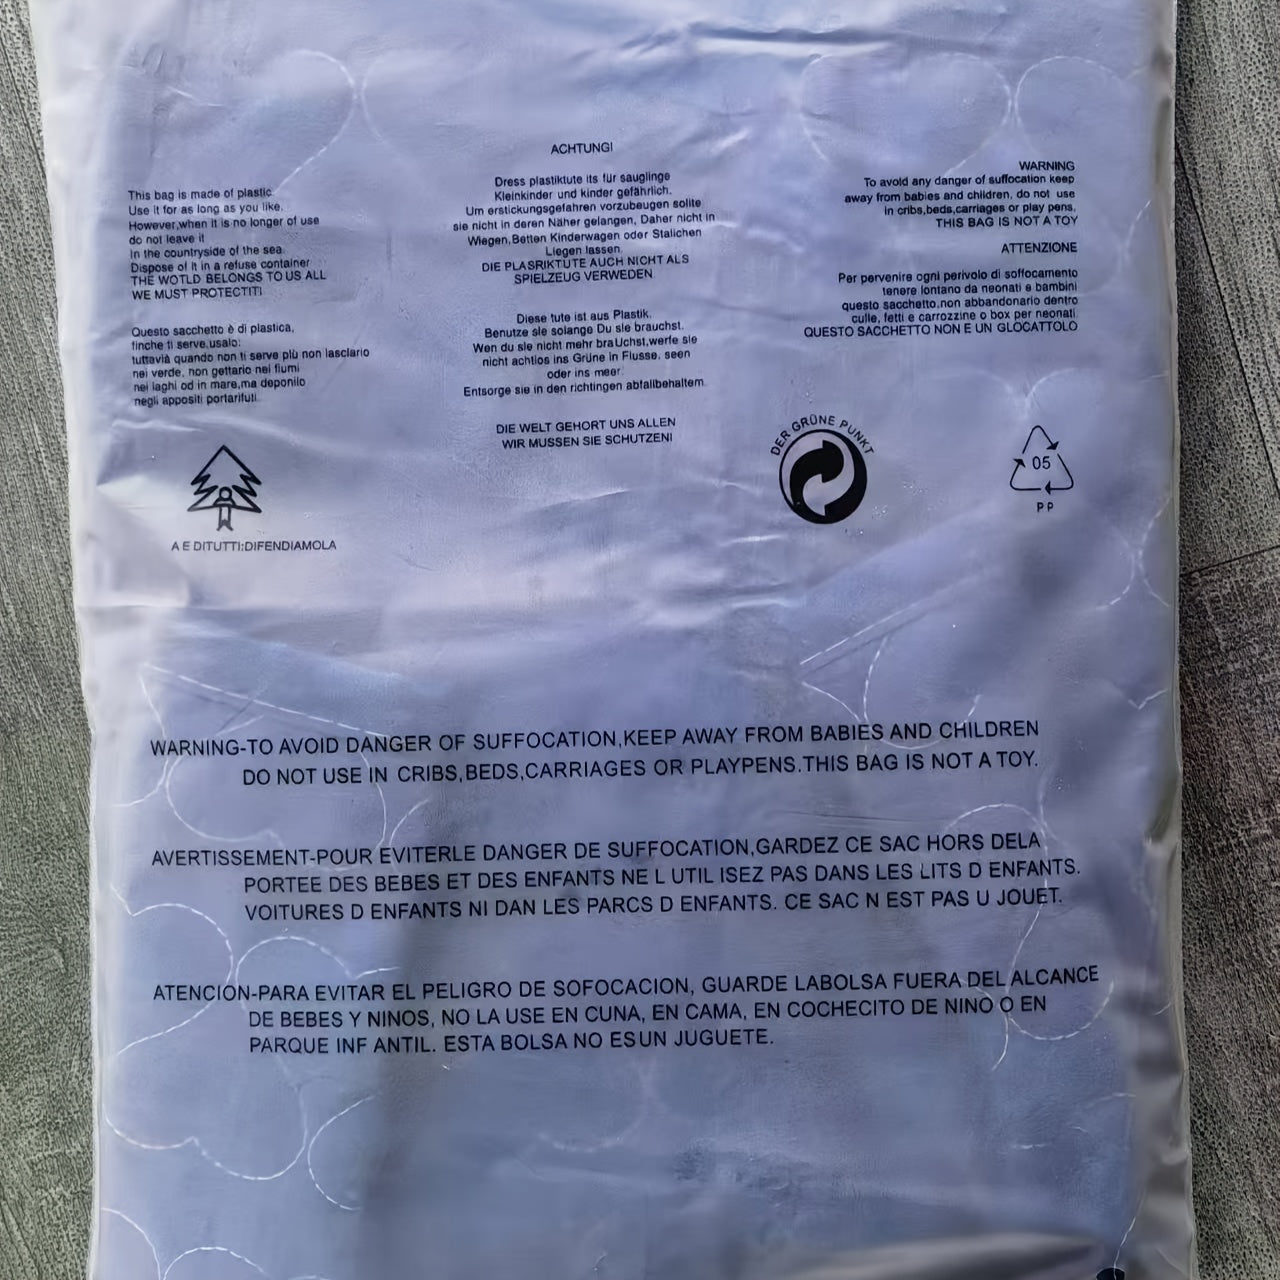 This bag is made of plastic.
Use it for as long as you like.
However,when it is no longer of use
do not leave it
In the countryside of the sea.
Dispose of it in a refuse container
THE WOTLD BELONGS TO US ALL
WE MUST PROTECTITI
Questo sacchetto è di plastica,
finche ti serve,usalo:
tuttavià quando non ti serve più non lasclario
nei verde, non gettario nei fiumi
nei laghi od in mare,ma deponilo
negli appositi portarifuti.
A E DITUTTI:DIFENDIAMOLA
ACHTUNGI
Dress plastiktute its für sauglinge
Kleinkinder und kinder gefährlich.
Um erstickungsgefahren vorzubeugen sollte
sie nicht in deren Näher gelangen, Daher nicht in
Wiegen,Betten Kinderwagen oder Stalichen
Liegen lassen.
DIE PLASRIKTUTE AUCH NICHT ALS
SPIELZEUG VERWEDEN
Diese tute ist aus Plastik.
Benutze sle solange Du sle brauchst.
Wen du sle nicht mehr braUchst,werfe sle
nicht achtlos ins Grüne in Flusse, seen
oder ins meer.
Entsorge sie in den richtingen abfallbehaltem.
DIE WELT GEHORT UNS ALLEN
WIR MUSSEN SIE SCHUTZENI
WARNING
To avoid any danger of suffocation keep
away from babies and children, do not use
in cribs,beds,carriages or play pens.
THIS BAG IS NOT A TOY
ATTENZIONE
Per pervenire ogni perivolo di soffocamento
tenere lontano da neonati e bambini
questo sacchetto,non abbandonario dentro
culle, fetti e carrozzino o box per neonati.
QUESTO SACCHETTO NON E UN GLOCATTOLO
DER GRÜNE PUNKT
05
PP
WARNING-TO AVOID DANGER OF SUFFOCATION,KEEP AWAY FROM BABIES AND CHILDREN
DO NOT USE IN CRIBS,BEDS,CARRIAGES OR PLAYPENS.THIS BAG IS NOT A TOY.
AVERTISSEMENT-POUR EVITERLE DANGER DE SUFFOCATION,GARDEZ CE SAC HORS DELA
PORTEE DES BEBES ET DES ENFANTS NE L UTIL ISEZ PAS DANS LES LITS D ENFANTS.
VOITURES D ENFANTS NI DAN LES PARCS D ENFANTS. CE SAC N EST PAS U JOUET.
ATENCION-PARA EVITAR EL PELIGRO DE SOFOCACION, GUARDE LABOLSA FUERA DEL ALCANCE
DE BEBES Y NINOS, NO LA USE EN CUNA, EN CAMA, EN COCHECITO DE NINO O EN
PARQUE INF ANTIL. ESTA BOLSA NO ES UN JUGUETE.